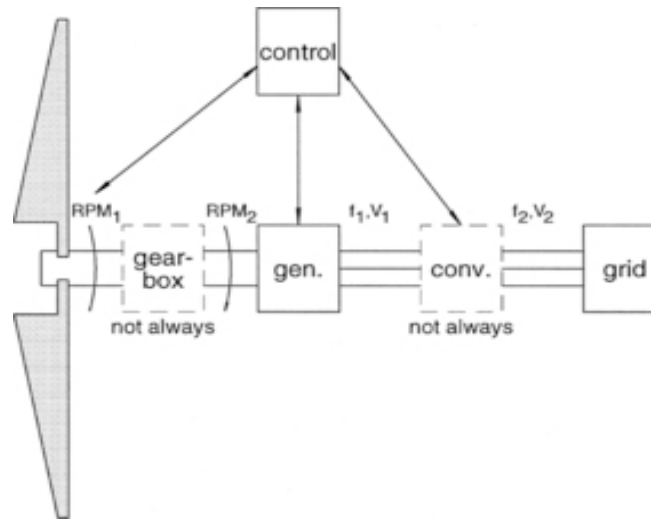 control
RPM1
RPM2
f1,V1
f2,V2
gear-
box
gen.
conv.
grid
not always
not always